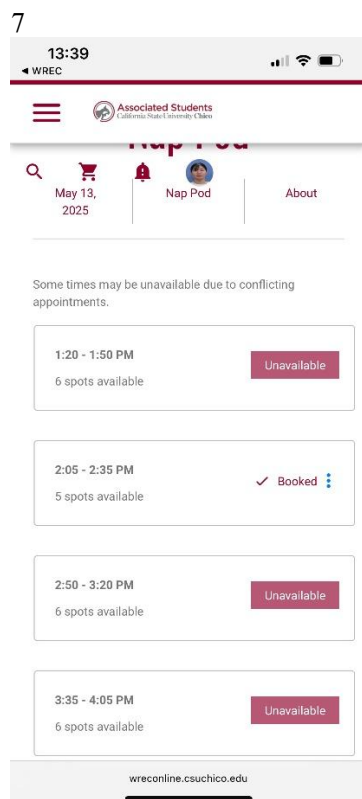 7
13:39
◀ WREC
Associated Students
California State University Chico
Nap Pod
May 13, 2025
Nap Pod
About
Some times may be unavailable due to conflicting
appointments.
1:20 - 1:50 PM
Unavailable
6 spots available
2:05 - 2:35 PM
Booked
5 spots available
2:50 - 3:20 PM
Unavailable
6 spots available
3:35 - 4:05 PM
Unavailable
6 spots available
wreconline.csuchico.edu